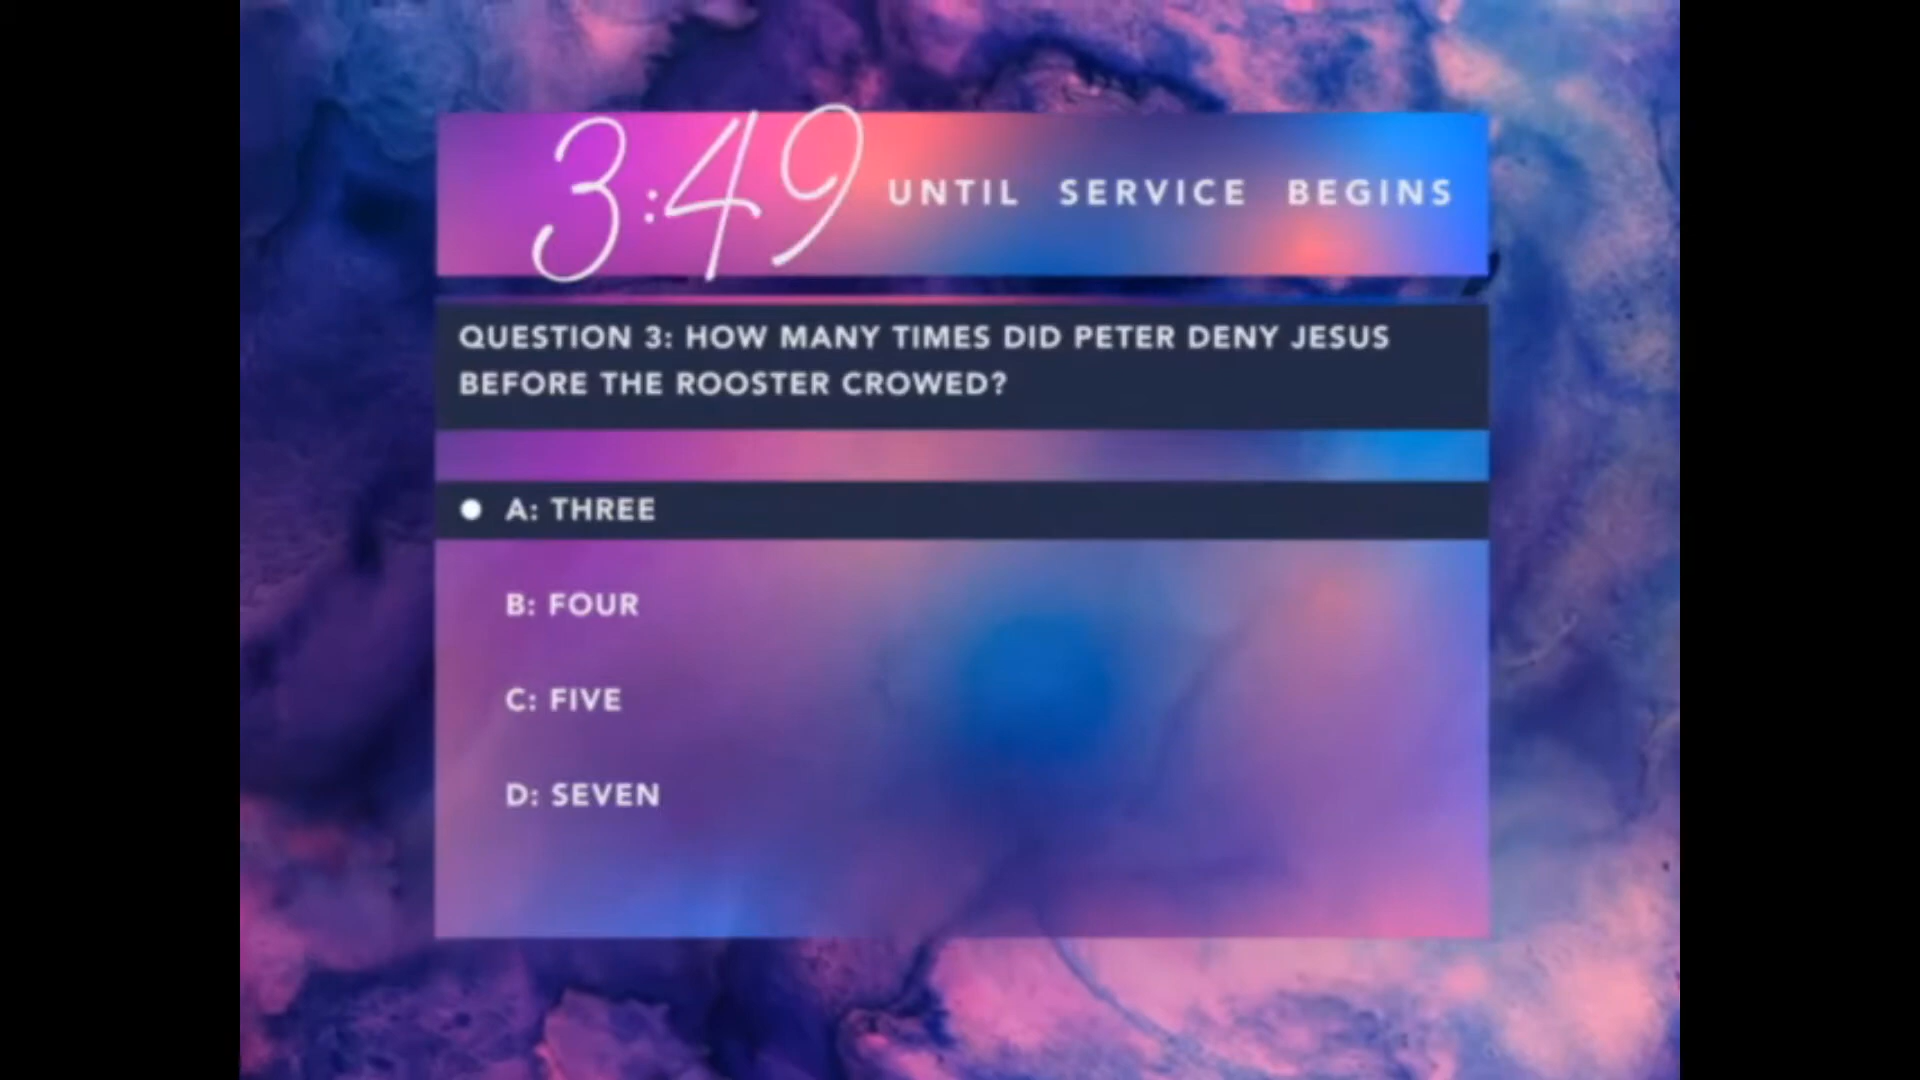 3:49 UNTIL SERVICE BEGINS
QUESTION 3: HOW MANY TIMES DID PETER DENY JESUS
BEFORE THE ROOSTER CROWED?
A: THREE
B: FOUR
C: FIVE
D: SEVEN